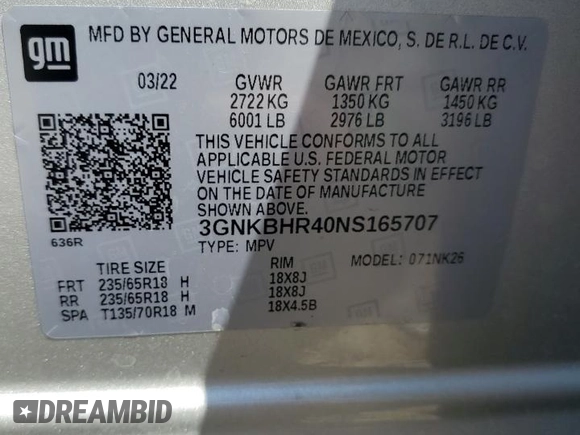 gm MFD BY GENERAL MOTORS DE MEXICO, S. DE R.L. DE C.V.
03/22 GVWR GAWR FRT GAWR RR
2722 KG 1350 KG 1450 KG
6001 LB 2976 LB 3196 LB
THIS VEHICLE CONFORMS TO ALL
APPLICABLE U.S. FEDERAL MOTOR
VEHICLE SAFETY STANDARDS IN EFFECT
ON THE DATE OF MANUFACTURE
SHOWN ABOVE.
3GNKBHR40NS165707
636R TYPE: MPV MODEL: 071NK26
TIRE SIZE RIM
FRT 235/65R18 H 18X8J
RR 235/65R18 H 18X8J
SPA T135/70R18 M 18X4.5B
DREAMBID